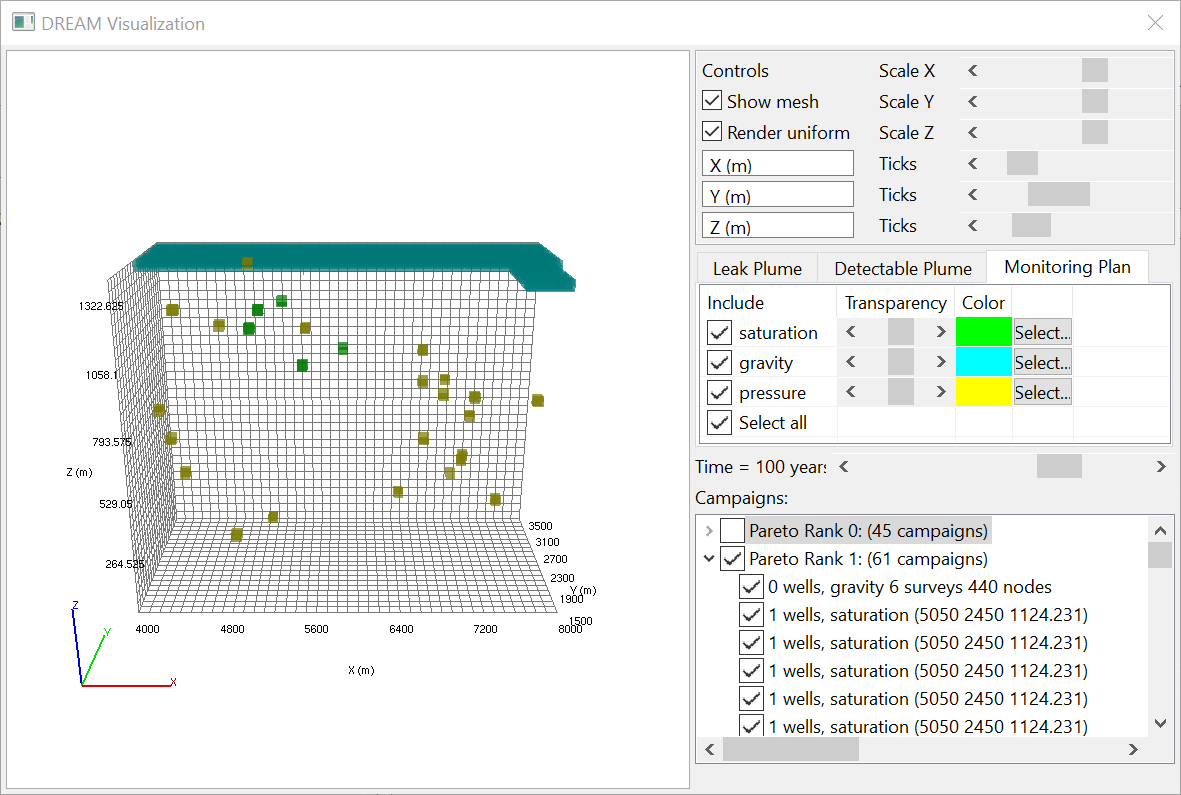 DREAM Visualization
Controls
Scale X
Show mesh
Scale Y
Render uniform
Scale Z
X (m)
Ticks
Y (m)
Ticks
Z (m)
Ticks
Leak Plume
Detectable Plume
Monitoring Plan
Include
Transparency
Color
saturation
Select...
gravity
Select...
pressure
Select...
Select all
Time = 100 years
Campaigns:
Pareto Rank 0: (45 campaigns)
Pareto Rank 1: (61 campaigns)
0 wells, gravity 6 surveys 440 nodes
1 wells, saturation (5050 2450 1124.231)
1 wells, saturation (5050 2450 1124.231)
1 wells, saturation (5050 2450 1124.231)
1 wells, saturation (5050 2450 1124.231)
1 wells, saturation (5050 2450 1124.231)
1322.625
1058.1
793.575
Z (m)
529.05
264.525
3500
3100
2700
2300
Y (m)
1900
1500
4000 4800 5600 6400 7200 8000
X (m)
Z
Y
X